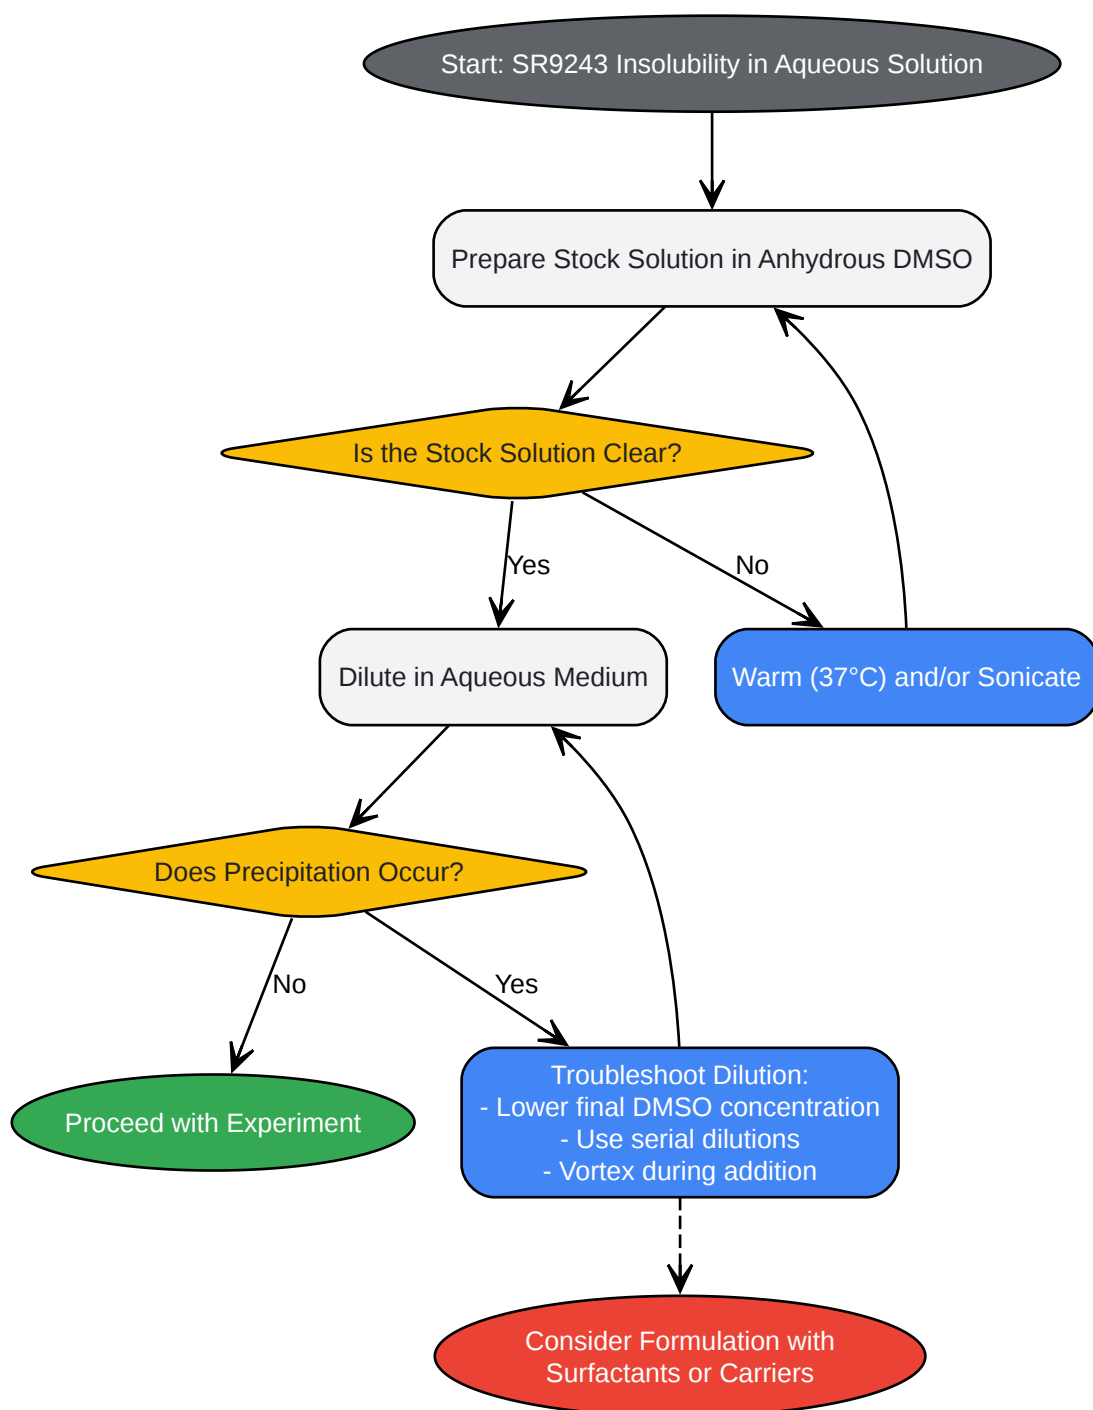 Start: SR9243 Insolubility in Aqueous Solution
Prepare Stock Solution in Anhydrous DMSO
Is the Stock Solution Clear?
Yes
No
Dilute in Aqueous Medium
Warm (37°C) and/or Sonicate
Does Precipitation Occur?
No
Yes
Proceed with Experiment
Troubleshoot Dilution:
- Lower final DMSO concentration
- Use serial dilutions
- Vortex during addition
Consider Formulation with
Surfactants or Carriers